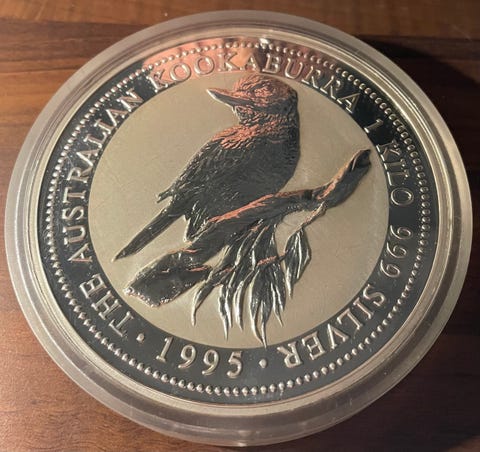 THE AUSTRALIAN KOOKABURRA 1 KILO 999 SILVER
· 1995 ·